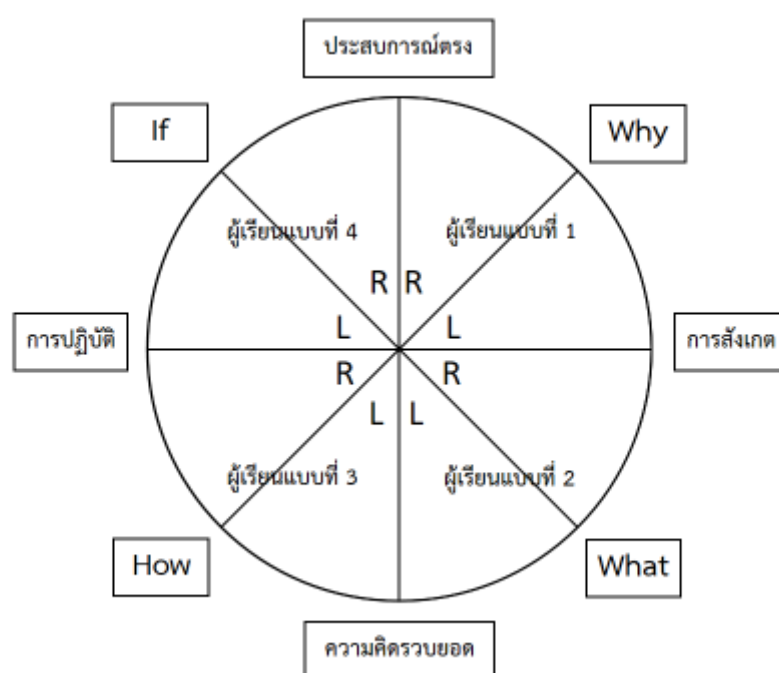 ประสบการณ์ตรง
If
Why
ผู้เรียนแบบที่ 4
ผู้เรียนแบบที่ 1
R
R
L
L
การปฏิบัติ
การสังเกต
R
R
L
L
ผู้เรียนแบบที่ 3
ผู้เรียนแบบที่ 2
How
What
ความคิดรวบยอด